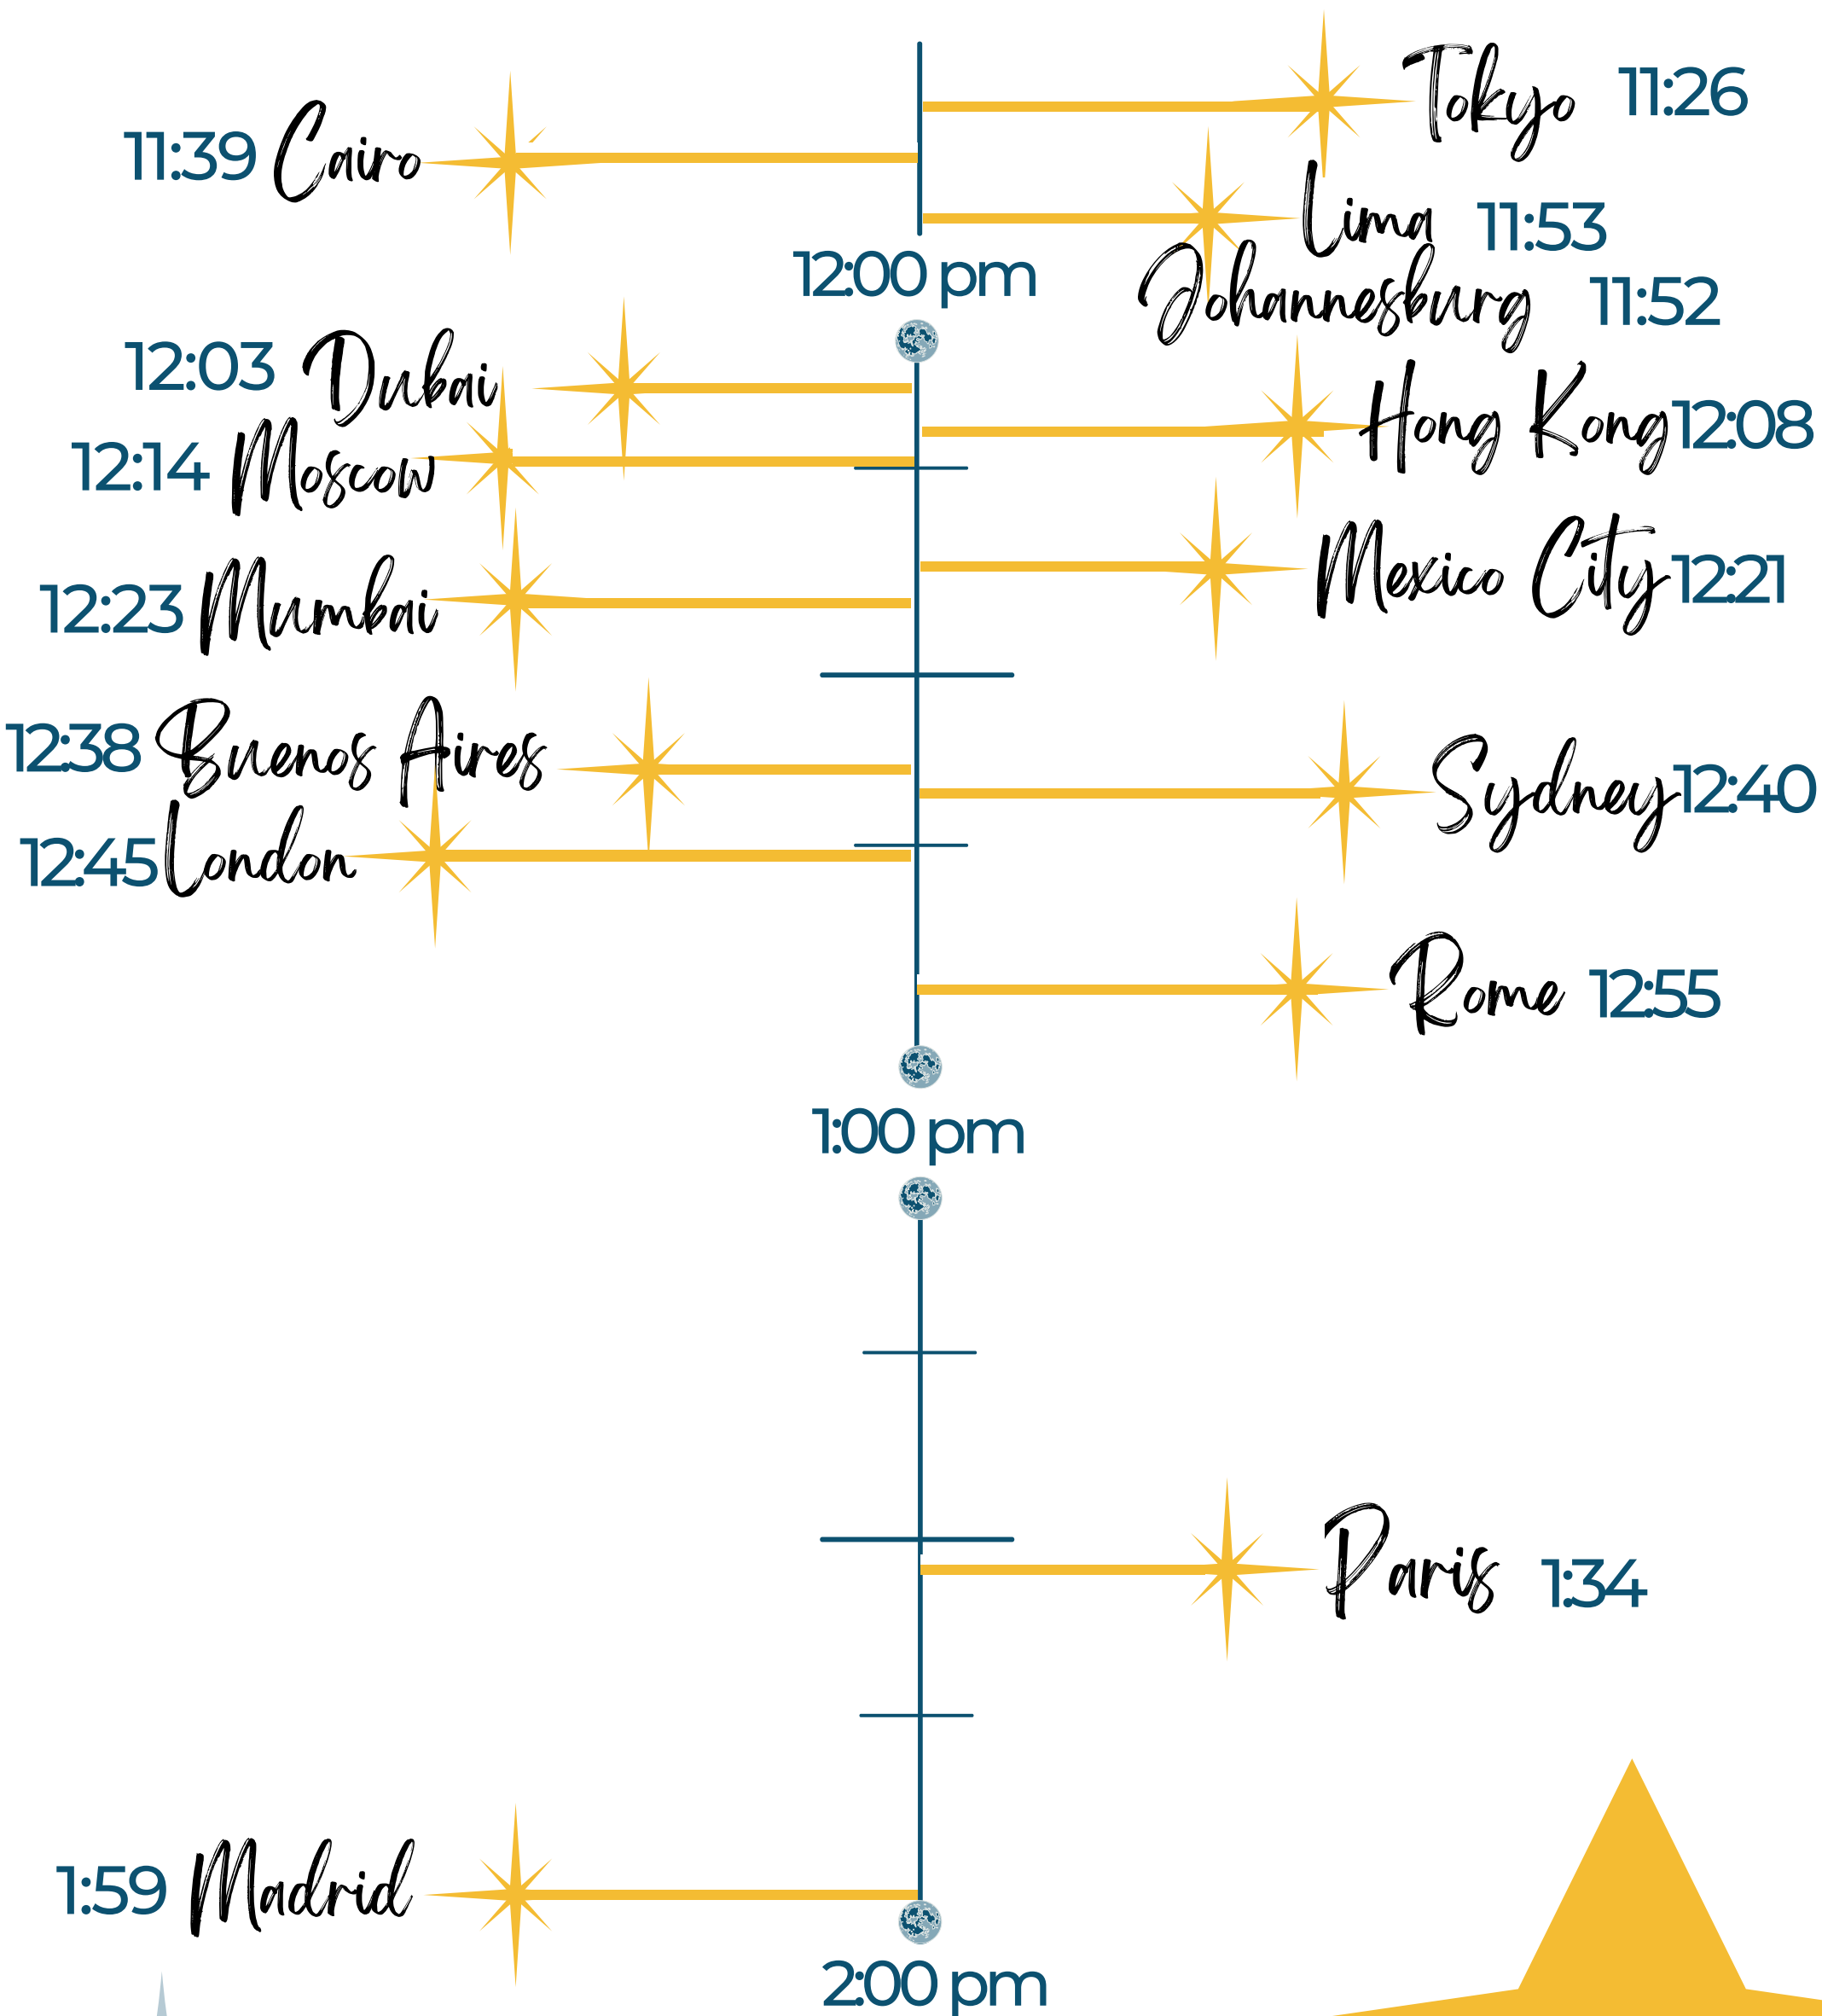 Tokyo 11:26
11:39 Cairo
Lima 11:53
12:00 pm
Johannesburg 11:52
12:03 Dubai
Hong Kong 12:08
12:14 Moscow
Mexico City 12:21
12:23 Mumbai
12:38 Buenos Aires
Sydney 12:40
12:45 London
Rome 12:55
1:00 pm
Paris 1:34
1:59 Madrid
2:00 pm